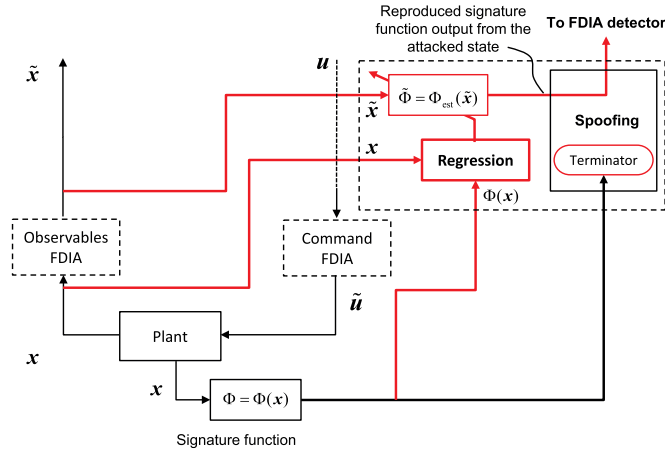 Reproduced signature
function output from the
attacked state
To FDIA detector
x̃
u
Φ̃ = Φest(x̃)
x̃
Spoofing
x
Regression
Terminator
Φ(x)
Observables
FDIA
Command
FDIA
ũ
Plant
x
x
Φ = Φ(x)
Signature function